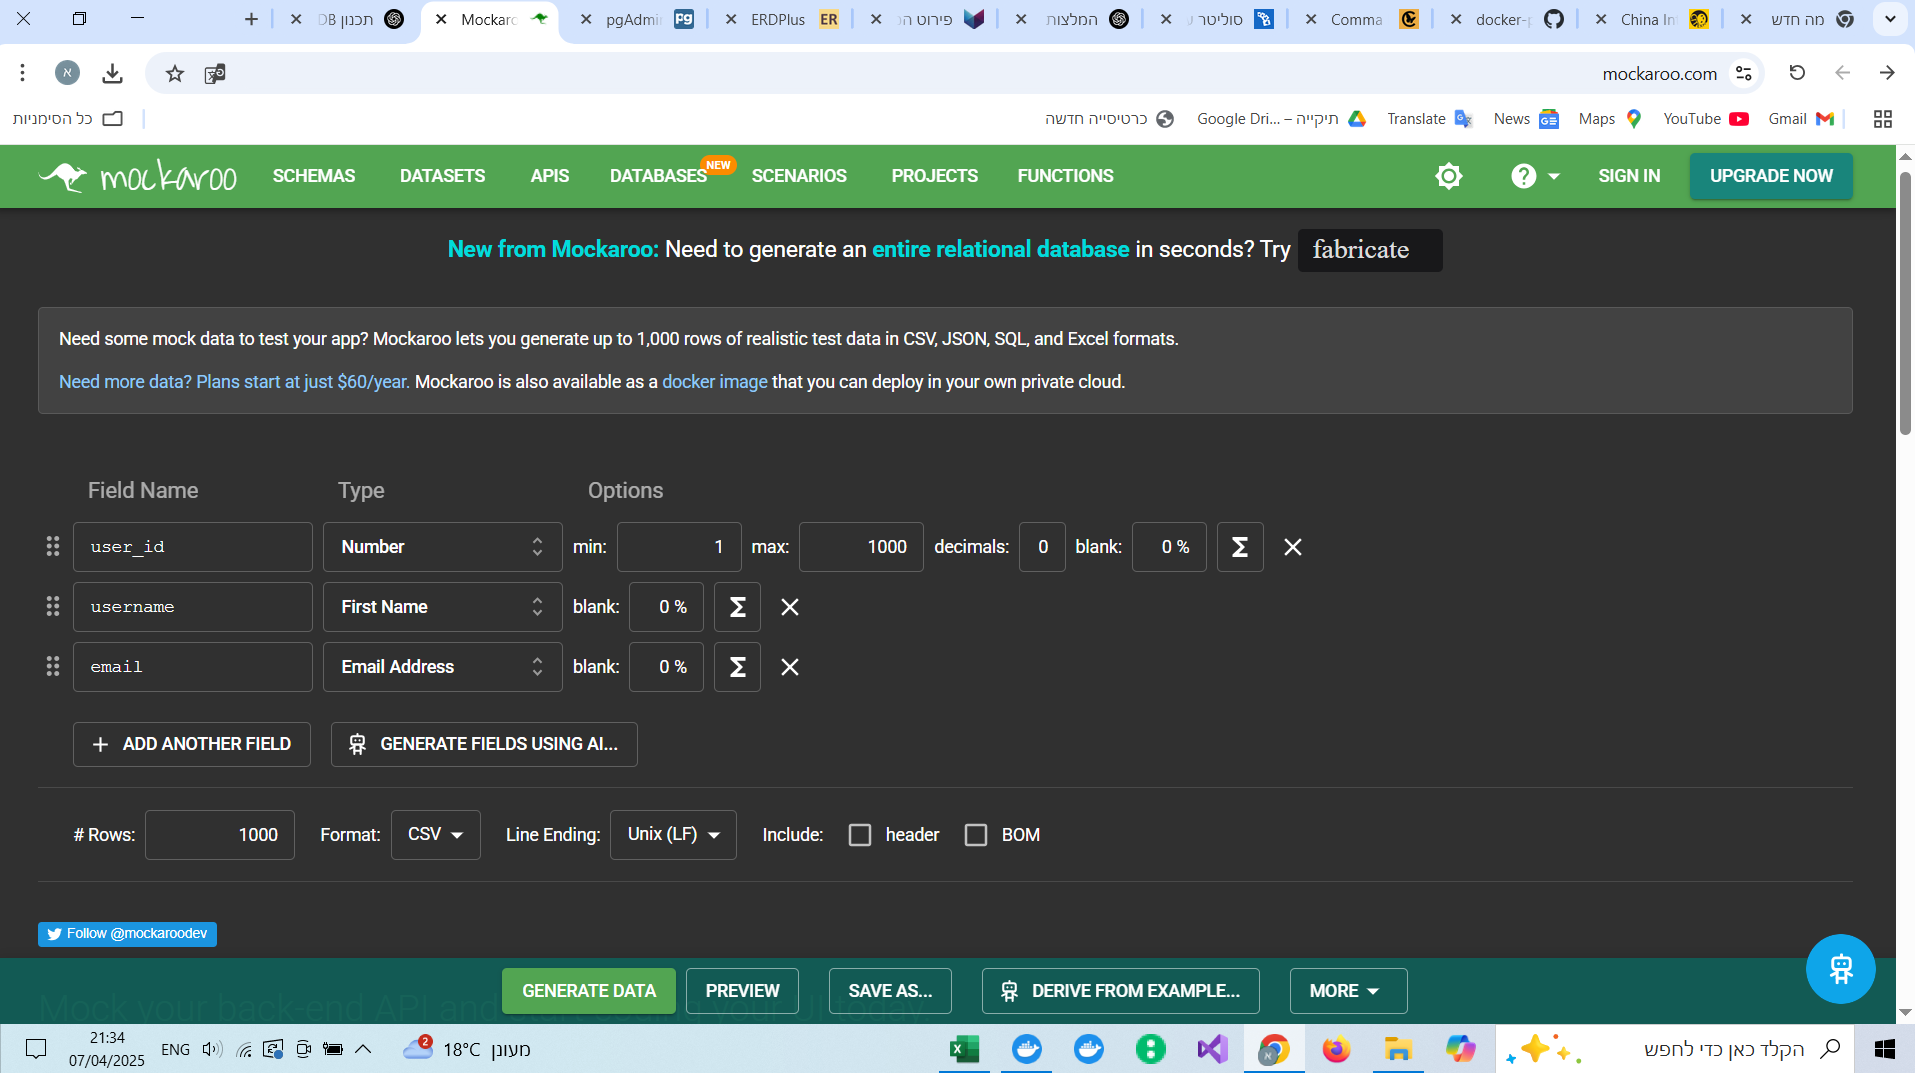 תכנון DB
Mockarc
pgAdmi
ERDPlus
פירוט הכ
המלצות
סוליטר ע
Comma
docker-p
China In
מה חדש
mockaroo.com
כל הסימניות
כרטיסייה חדשה
תיקייה – Google Dri...
Translate
News
Maps
YouTube
Gmail
mockaroo
SCHEMAS
DATASETS
APIS
DATABASES
NEW
SCENARIOS
PROJECTS
FUNCTIONS
SIGN IN
UPGRADE NOW
New from Mockaroo: Need to generate an entire relational database in seconds? Try fabricate
Need some mock data to test your app? Mockaroo lets you generate up to 1,000 rows of realistic test data in CSV, JSON, SQL, and Excel formats.
Need more data? Plans start at just $60/year. Mockaroo is also available as a docker image that you can deploy in your own private cloud.
Field Name Type Options
user_id Number min: 1 max: 1000 decimals: 0 blank: 0 % Σ
username First Name blank: 0 % Σ
email Email Address blank: 0 % Σ
+ ADD ANOTHER FIELD
GENERATE FIELDS USING AI...
# Rows: 1000 Format: CSV Line Ending: Unix (LF) Include: header BOM
Follow @mockaroodev
Mock your back-end API and start coding your UI today.
GENERATE DATA
PREVIEW
SAVE AS...
DERIVE FROM EXAMPLE...
MORE
21:34
07/04/2025
ENG
2
18°C מעונן
הקלד כאן כדי לחפש